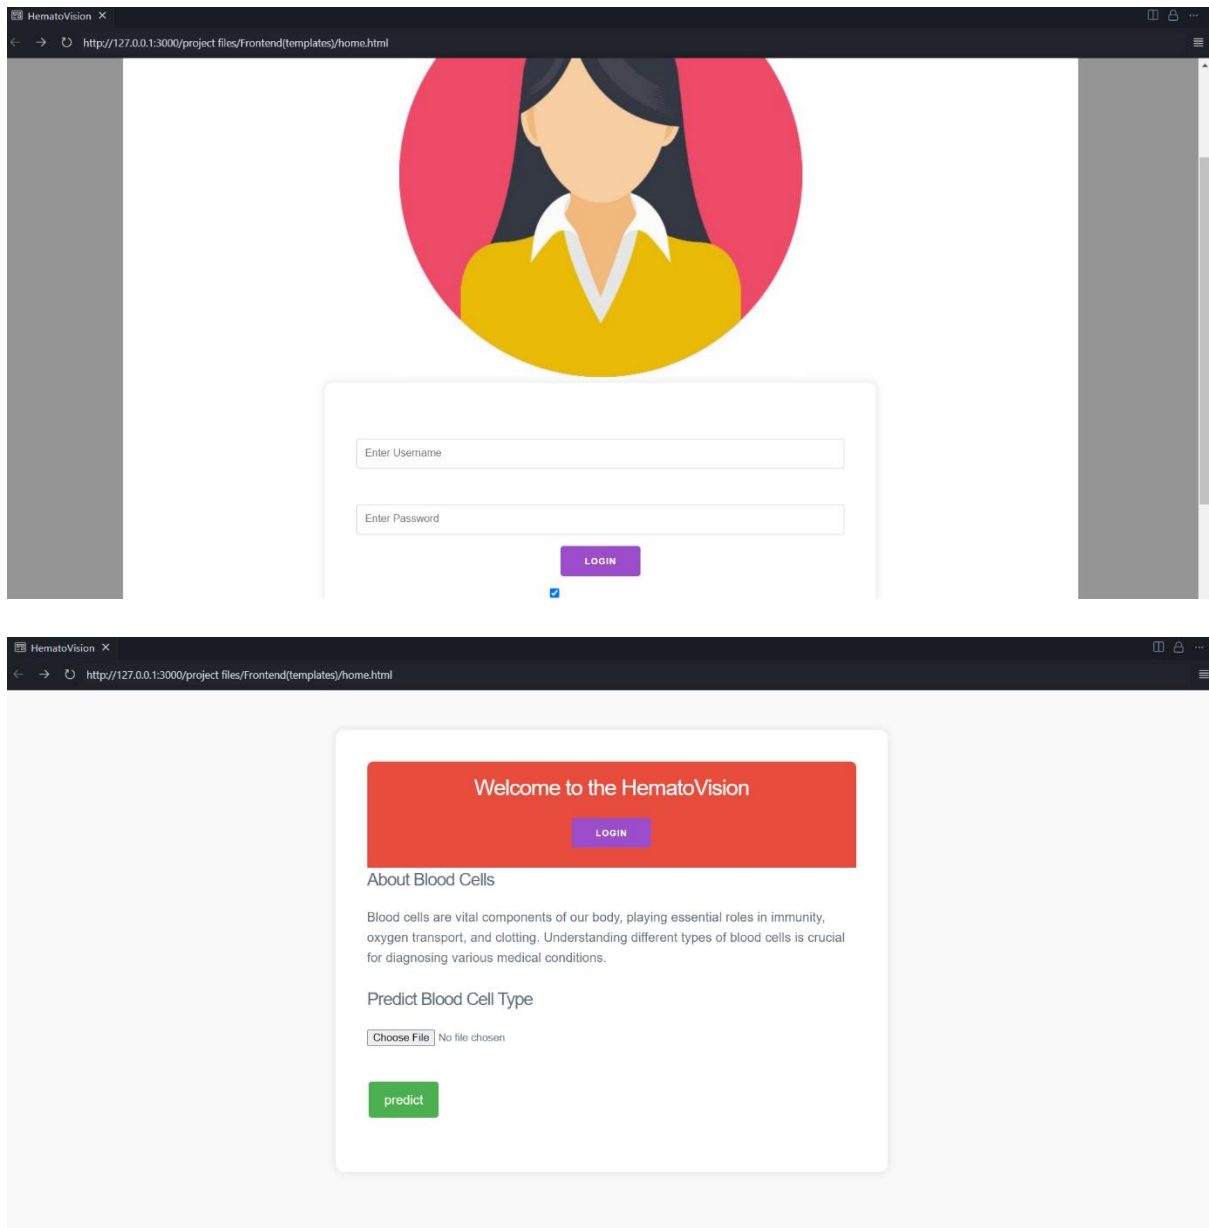 HematoVision
http://127.0.0.1:3000/project files/Frontend(templates)/home.html
Enter Username
Enter Password
LOGIN
HematoVision
http://127.0.0.1:3000/project files/Frontend(templates)/home.html
Welcome to the HematoVision
LOGIN
About Blood Cells
Blood cells are vital components of our body, playing essential roles in immunity,
oxygen transport, and clotting. Understanding different types of blood cells is crucial
for diagnosing various medical conditions.
Predict Blood Cell Type
Choose File No file chosen
predict